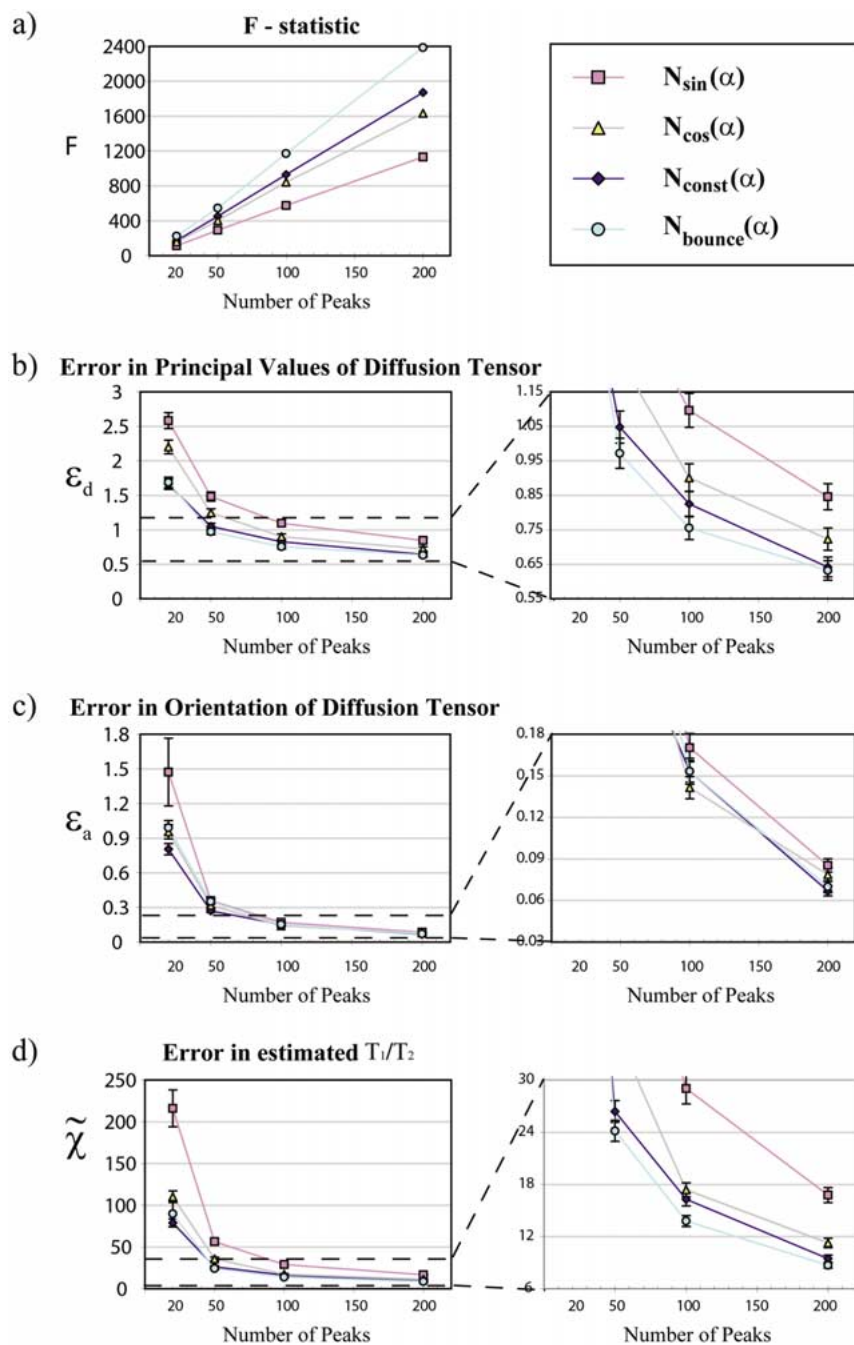 a)
F - statistic
F
2400
2000
1600
1200
800
400
0
20 50 100 150 200
Number of Peaks
N_sin(α)
N_cos(α)
N_const(α)
N_bounce(α)
b) Error in Principal Values of Diffusion Tensor
ε_d
3
2.5
2
1.5
1
0.5
0
20 50 100 150 200
Number of Peaks
1.15
1.05
0.95
0.85
0.75
0.65
0.55
20 50 100 150 200
Number of Peaks
c) Error in Orientation of Diffusion Tensor
ε_a
1.8
1.5
1.2
0.9
0.6
0.3
0
20 50 100 150 200
Number of Peaks
0.18
0.15
0.12
0.09
0.06
0.03
20 50 100 150 200
Number of Peaks
d) Error in estimated T₁/T₂
χ̃
250
200
150
100
50
0
20 50 100 150 200
Number of Peaks
30
24
18
12
6
20 50 100 150 200
Number of Peaks